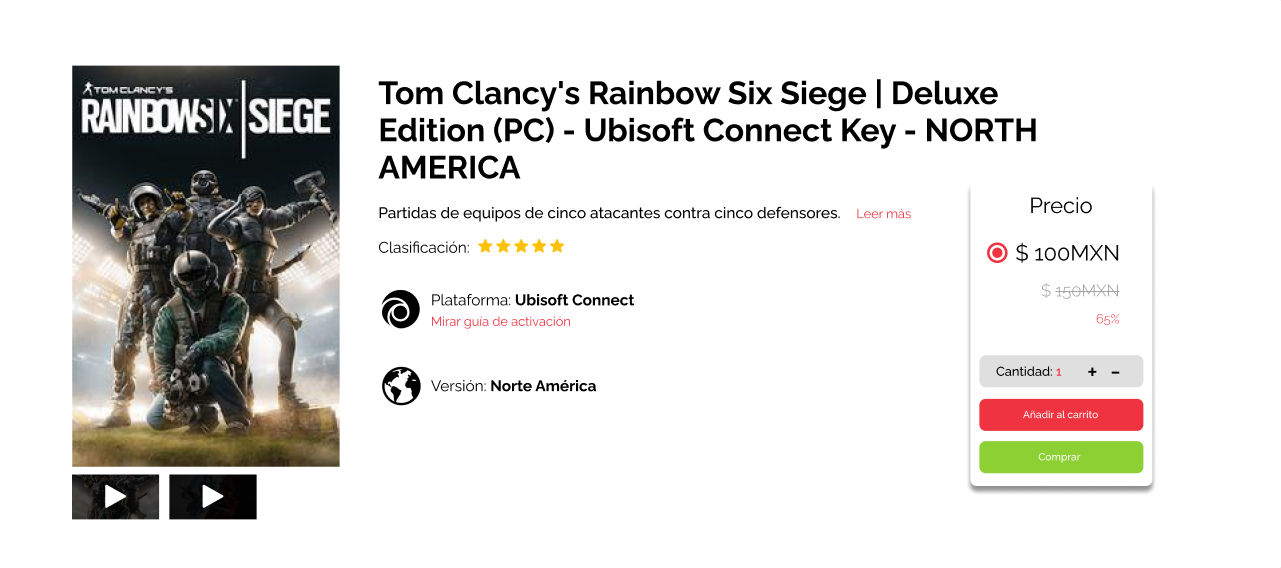 TOM CLANCY'S
RAINBOWSIX | SIEGE
Tom Clancy's Rainbow Six Siege | Deluxe
Edition (PC) - Ubisoft Connect Key - NORTH
AMERICA
Partidas de equipos de cinco atacantes contra cinco defensores. Leer más
Clasificación:
Plataforma: Ubisoft Connect
Mirar guía de activación
Versión: Norte América
Precio
$ 100MXN
$ 150MXN
65%
Cantidad: 1 + -
Añadir al carrito
Comprar